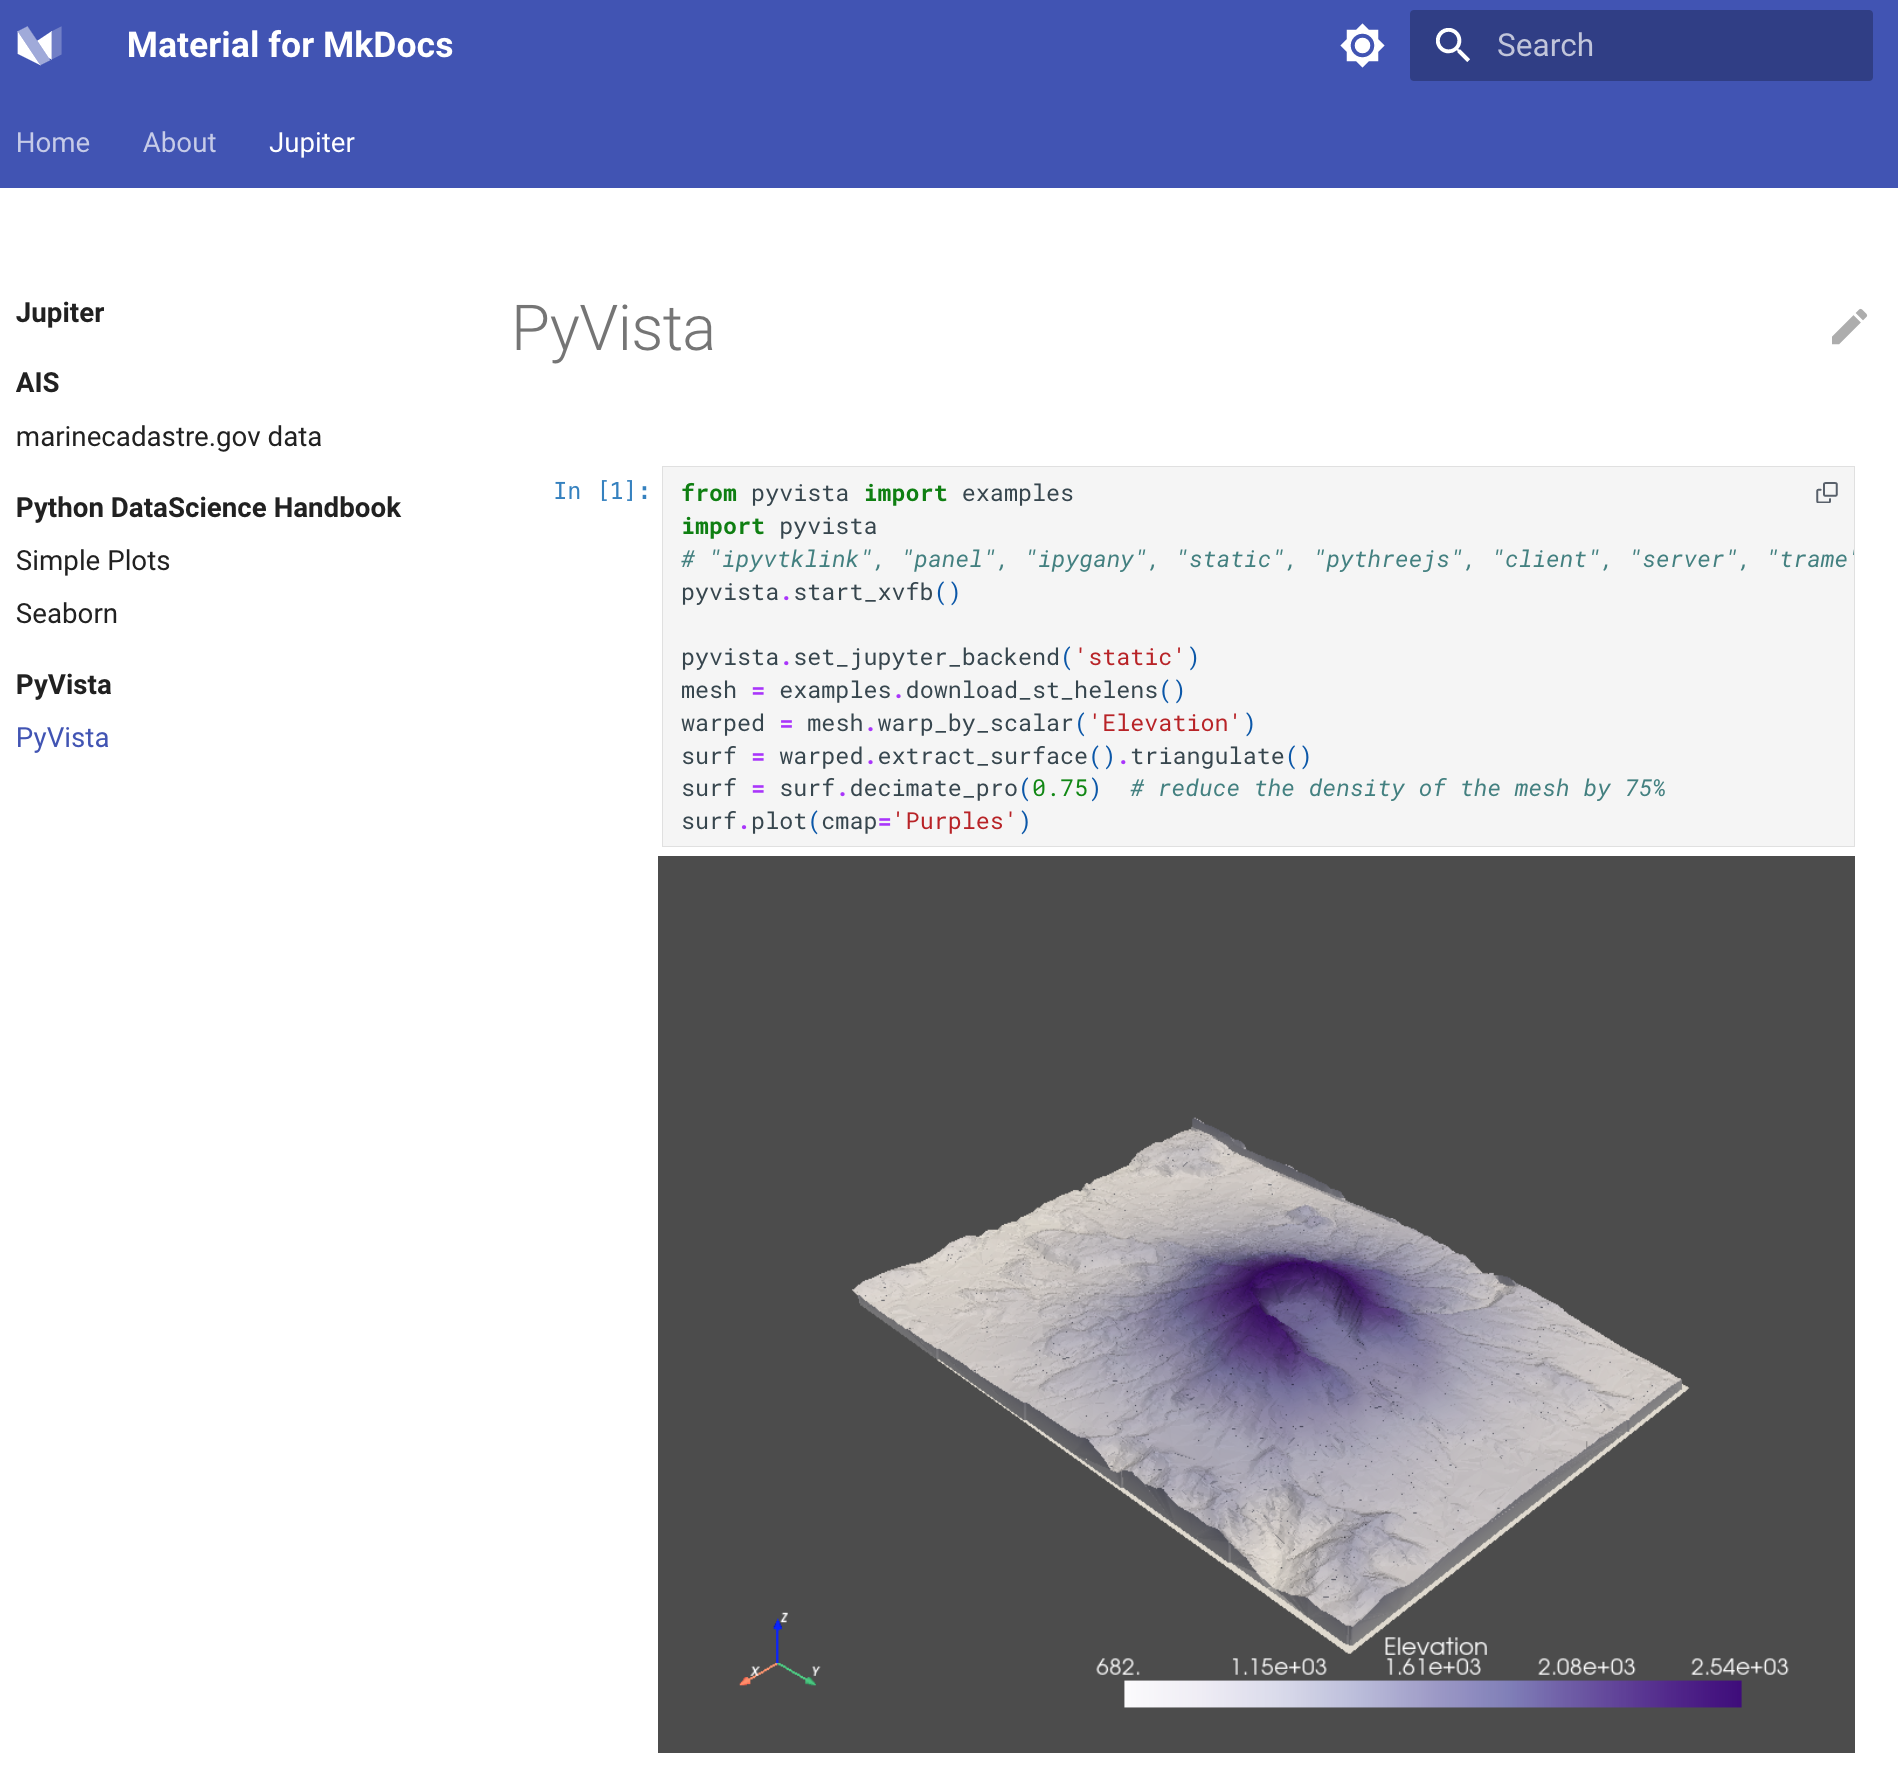 Material for MkDocs
Search
Home About Jupiter
Jupiter
AIS
marinecadastre.gov data
Python DataScience Handbook
Simple Plots
Seaborn
PyVista
PyVista
PyVista
In [1]:
from pyvista import examples
import pyvista
# "ipyvtklink", "panel", "ipygany", "static", "pythreejs", "client", "server", "trame"
pyvista.start_xvfb()
pyvista.set_jupyter_backend('static')
mesh = examples.download_st_helens()
warped = mesh.warp_by_scalar('Elevation')
surf = warped.extract_surface().triangulate()
surf = surf.decimate_pro(0.75)  # reduce the density of the mesh by 75%
surf.plot(cmap='Purples')
Z
X Y
Elevation
682. 1.15e+03 1.61e+03 2.08e+03 2.54e+03